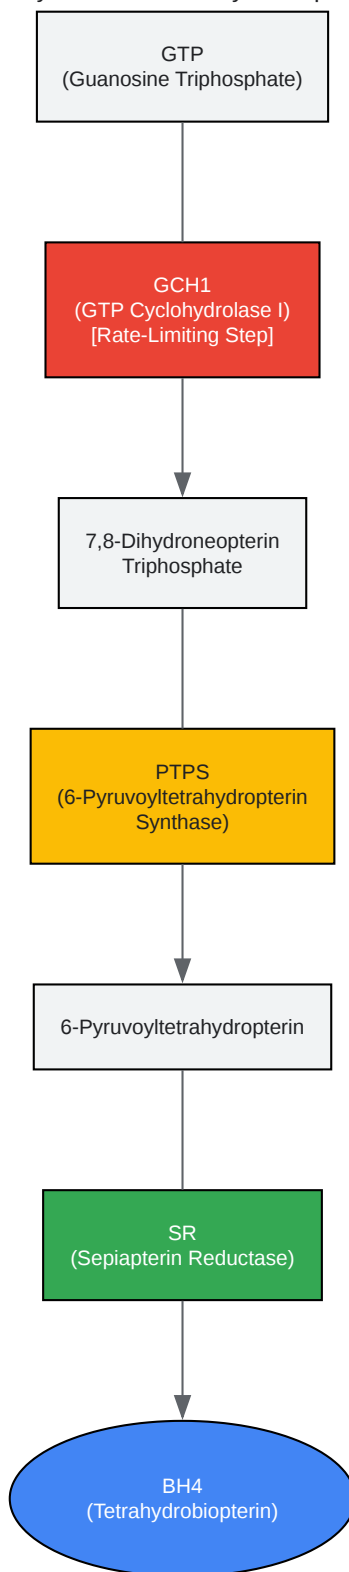 GTP
(Guanosine Triphosphate)
GCH1
(GTP Cyclohydrolase I)
[Rate-Limiting Step]
7,8-Dihydroneopterin
Triphosphate
PTPS
(6-Pyruvoyltetrahydropterin
Synthase)
6-Pyruvoyltetrahydropterin
SR
(Sepiapterin Reductase)
BH4
(Tetrahydrobiopterin)